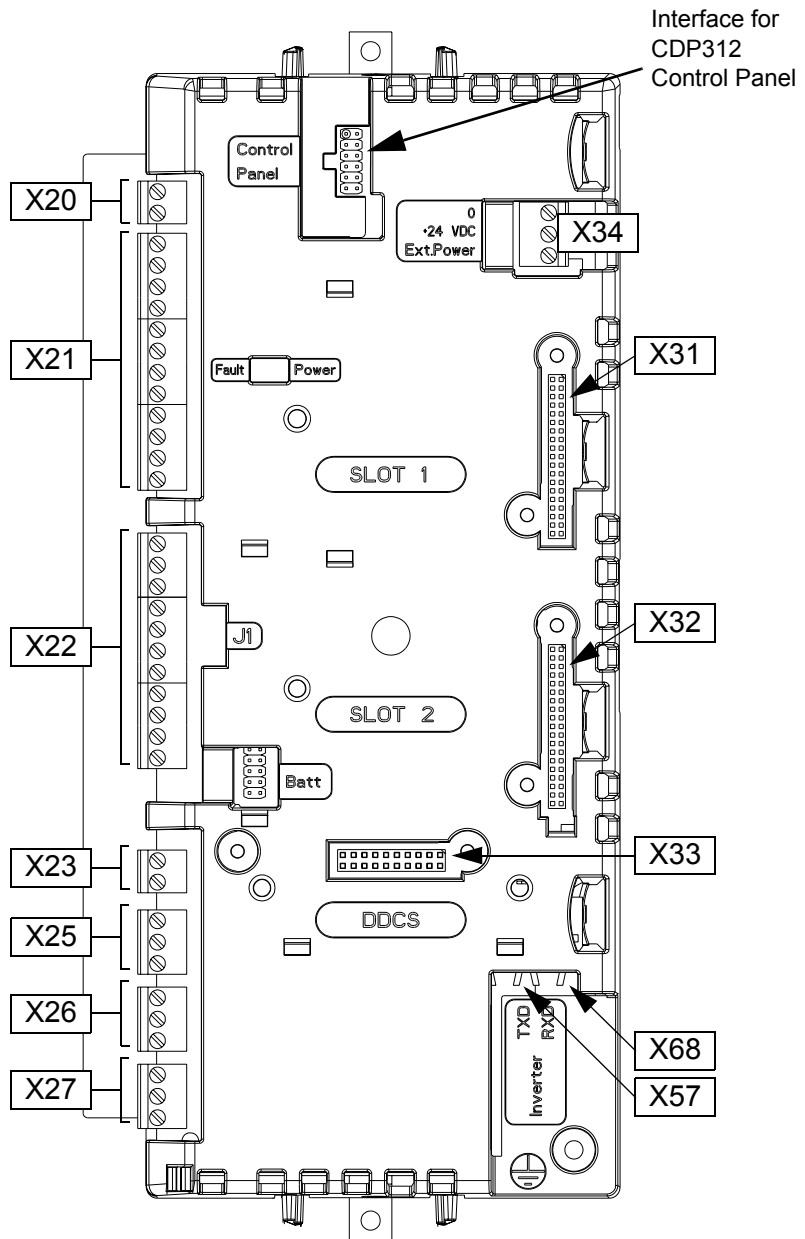 Interface for
CDP312
Control Panel
Control
Panel
X20
0
+24 VDC
Ext.Power
X34
X21
Fault
Power
X31
SLOT 1
X22
J1
X32
SLOT 2
Batt
X23
X33
X25
DDCS
X26
TXD
RXD
Inverter
X68
X27
X57